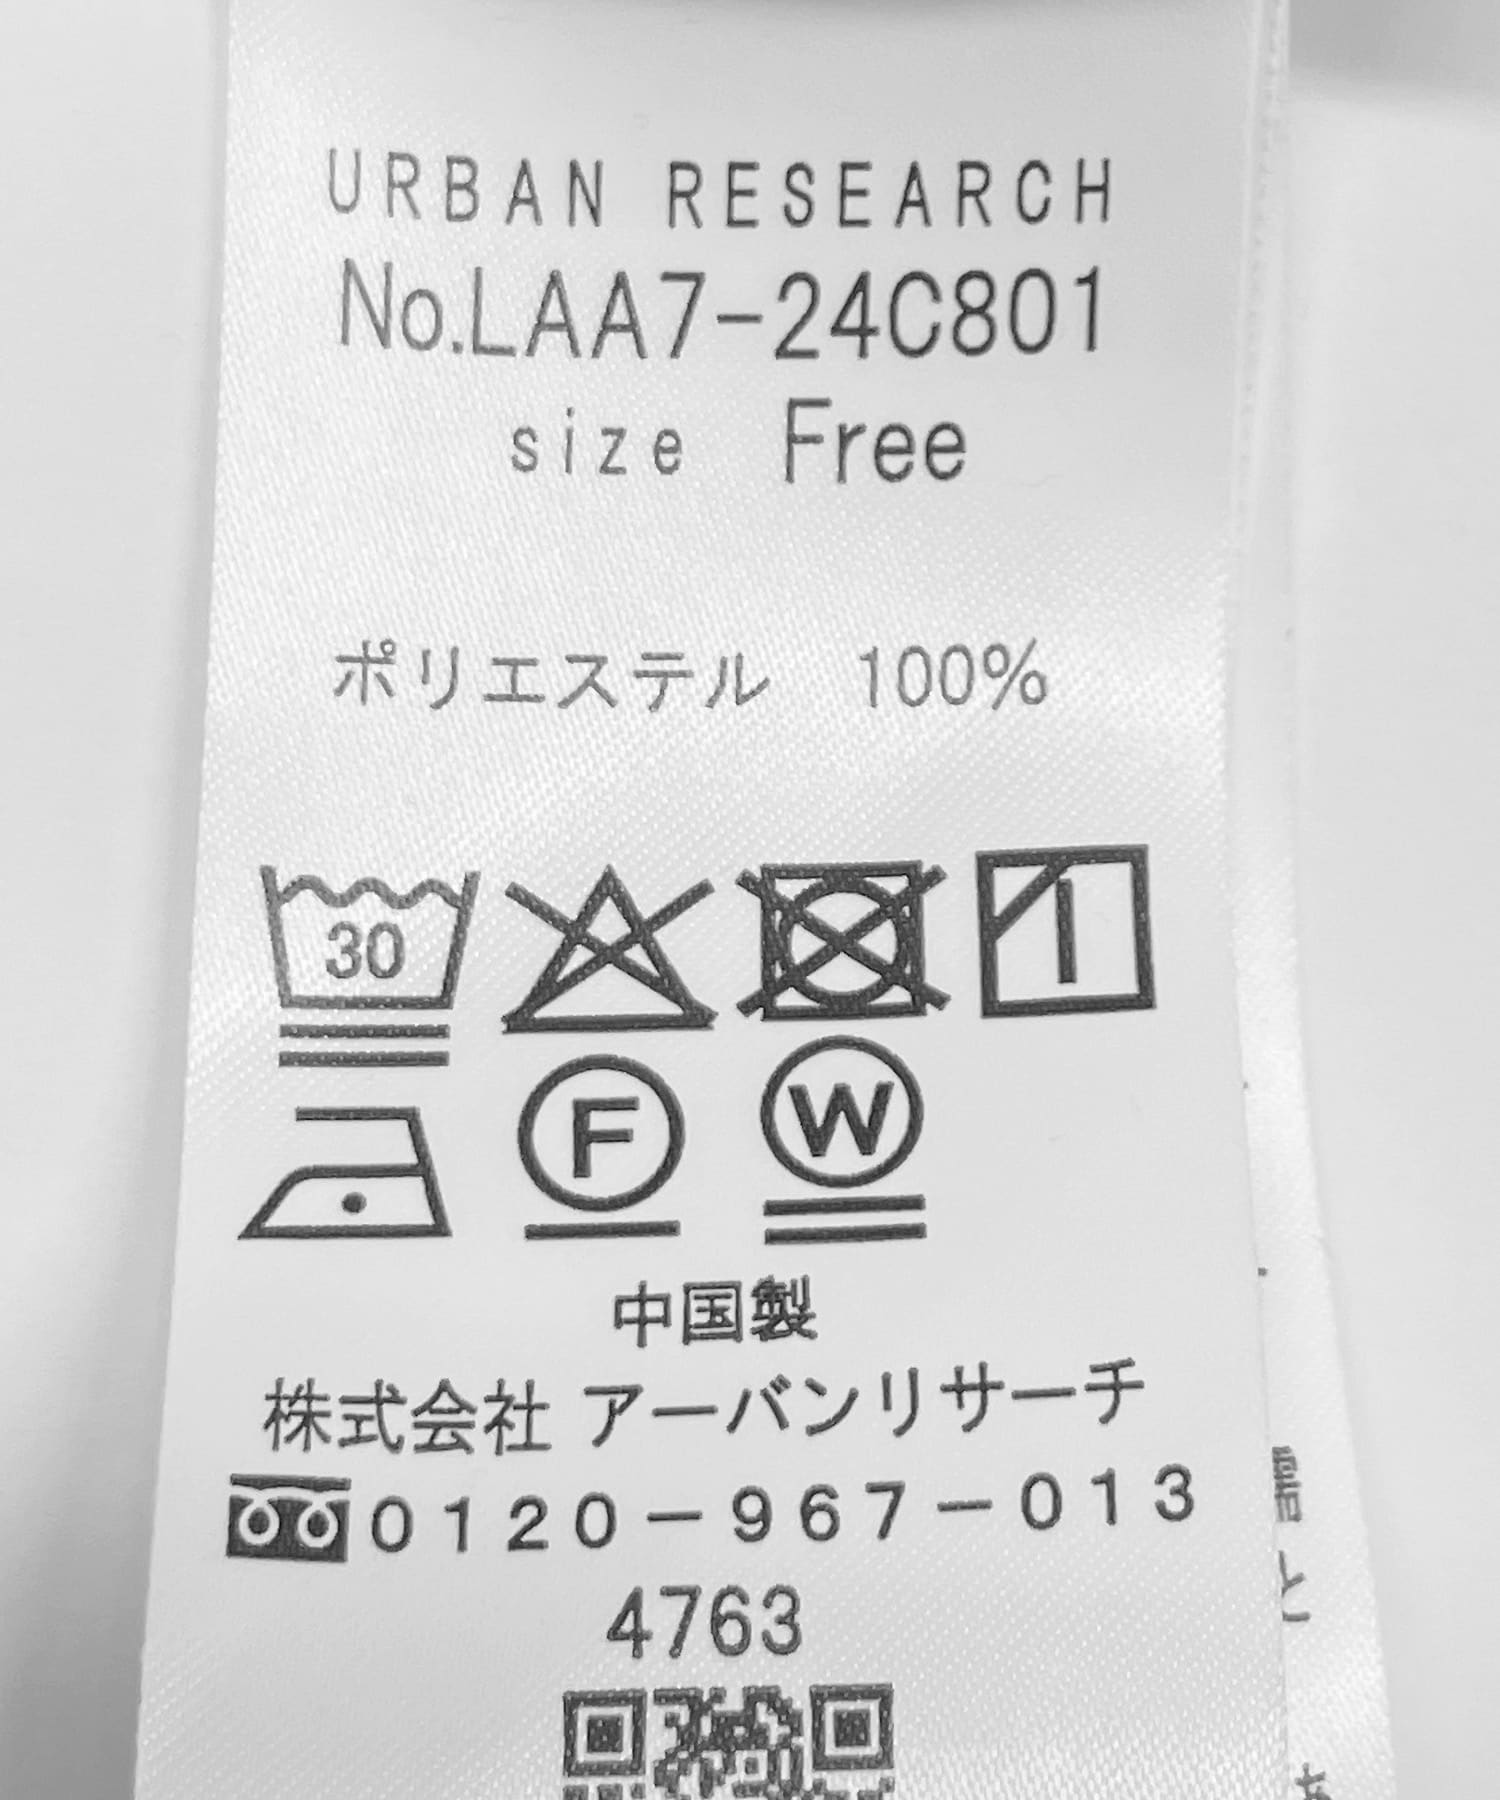 URBAN RESEARCH
No.LAA7-24C801
size Free
ポリエステル 100%
30
F W
中国製
株式会社 アーバンリサーチ
0120-967-013
4763
と